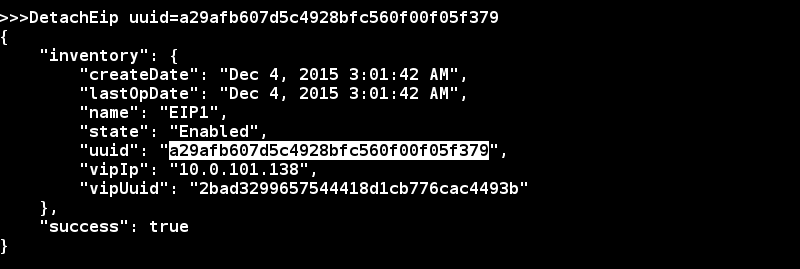 >>>DetachEip uuid=a29afb607d5c4928bfc560f00f05f379
{
    "inventory": {
        "createDate": "Dec 4, 2015 3:01:42 AM",
        "lastOpDate": "Dec 4, 2015 3:01:42 AM",
        "name": "EIP1",
        "state": "Enabled",
        "uuid": "a29afb607d5c4928bfc560f00f05f379",
        "vipIp": "10.0.101.138",
        "vipUuid": "2bad3299657544418d1cb776cac4493b"
    },
    "success": true
}